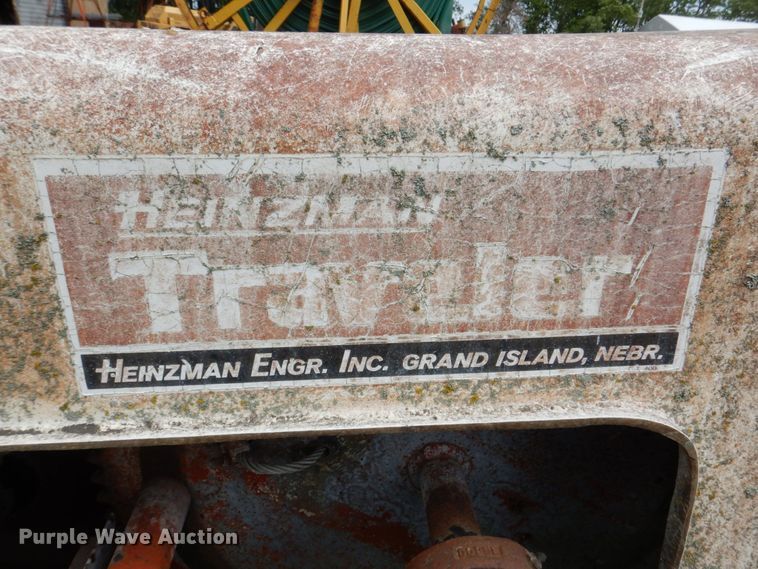 HEINZMAN
Traveler
HEINZMAN ENGR. INC. GRAND ISLAND, NEBR.
Purple Wave Auction